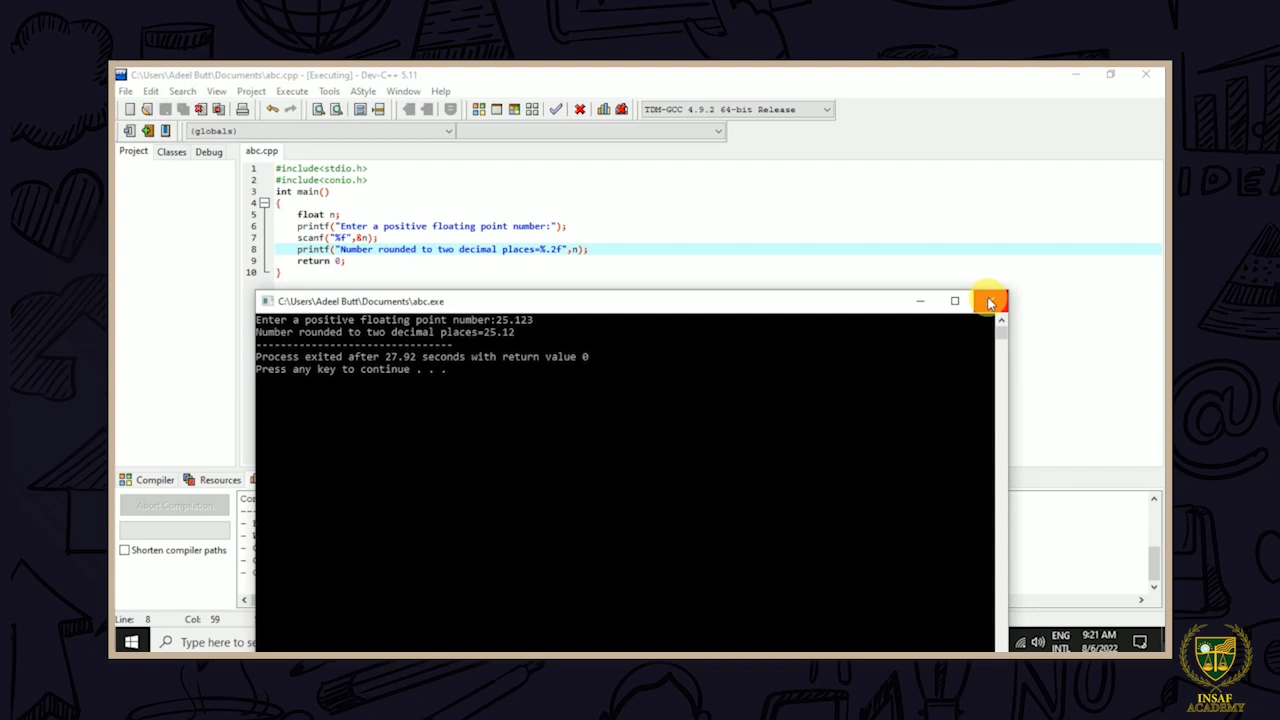 C:\Users\Adeel Butt\Documents\abc.cpp - [Executing] - Dev-C++ 5.11
File Edit Search View Project Execute Tools AStyle Window Help
TDM-GCC 4.9.2 64-bit Release
(globals)
Project Classes Debug abc.cpp
1 #include<stdio.h>
2 #include<conio.h>
3 int main()
4 {
5 float n;
6 printf("Enter a positive floating point number:");
7 scanf("%f",&n);
8 printf("Number rounded to two decimal places=%.2f",n);
9 return 0;
10 }
C:\Users\Adeel Butt\Documents\abc.exe
Enter a positive floating point number:25.123
Number rounded to two decimal places=25.12
--------------------------------
Process exited after 27.92 seconds with return value 0
Press any key to continue . . .
Compiler Resources
Abort Compilation
Shorten compiler paths
Line: 8 Col: 59
Type here to se
ENG
INTL
9:21 AM
8/6/2022
IDEA
INSAF
ACADEMY